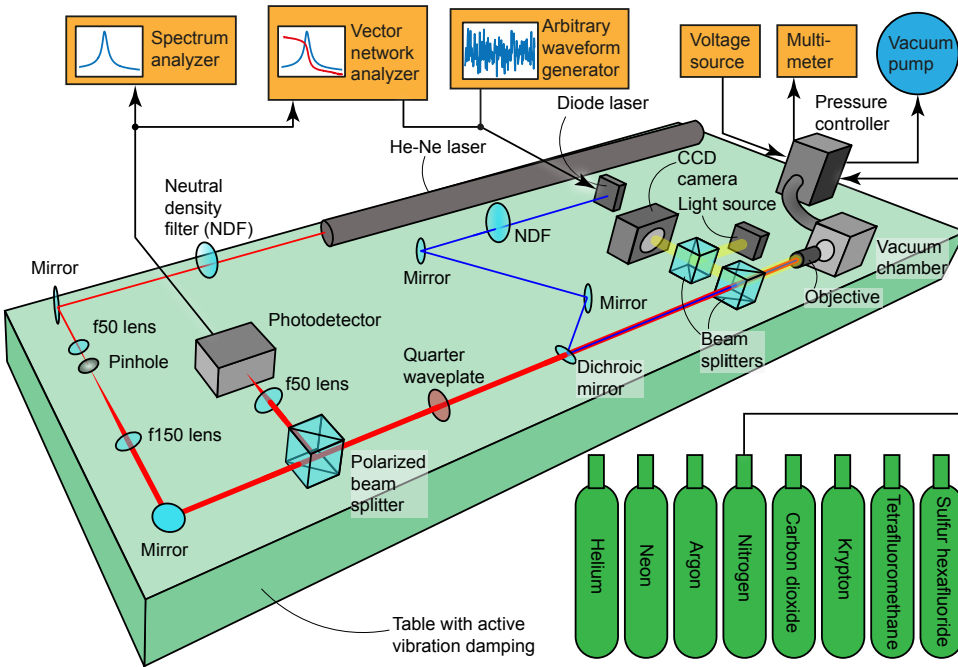 Spectrum
analyzer
Vector
network
analyzer
Arbitrary
waveform
generator
Voltage
source
Multi-
meter
Vacuum
pump
Diode laser
Pressure
controller
He-Ne laser
CCD
camera
Light source
Neutral
density
filter (NDF)
NDF
Mirror
Mirror
Mirror
Vacuum
chamber
Objective
f50 lens
Pinhole
Photodetector
Beam
splitters
Quarter
waveplate
Dichroic
mirror
f50 lens
f150 lens
Polarized
beam
splitter
Mirror
Table with active
vibration damping
Helium
Neon
Argon
Nitrogen
Carbon dioxide
Krypton
Tetrafluoromethane
Sulfur hexafluoride